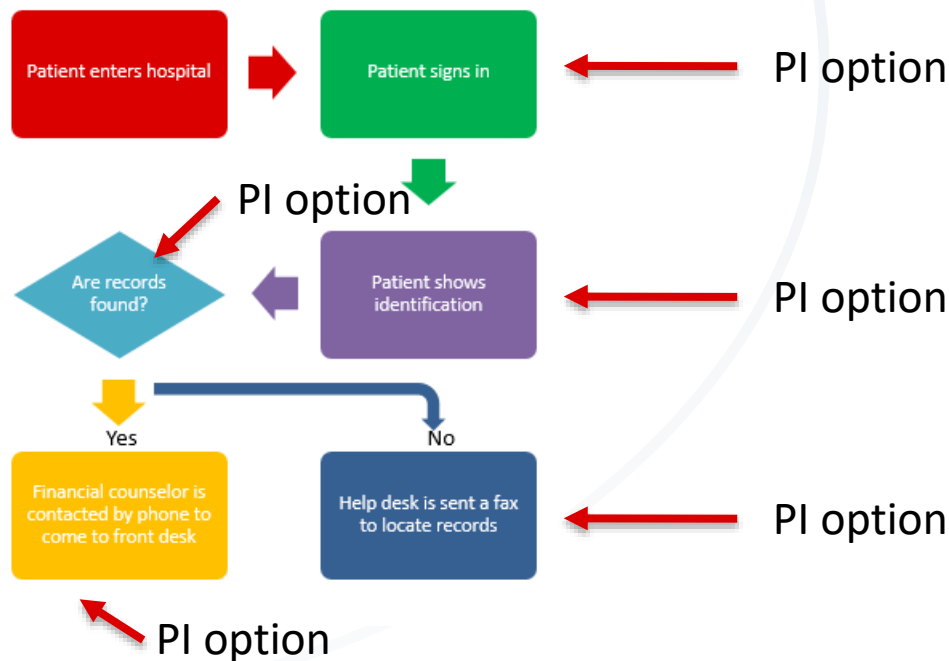 Patient enters hospital
Patient signs in
PI option
PI option
Are records
found?
Patient shows
identification
PI option
Yes
No
Financial counselor is
contacted by phone to
come to front desk
Help desk is sent a fax
to locate records
PI option
PI option